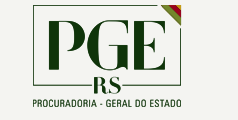 PGE
RS
PROCURADORIA - GERAL DO ESTADO